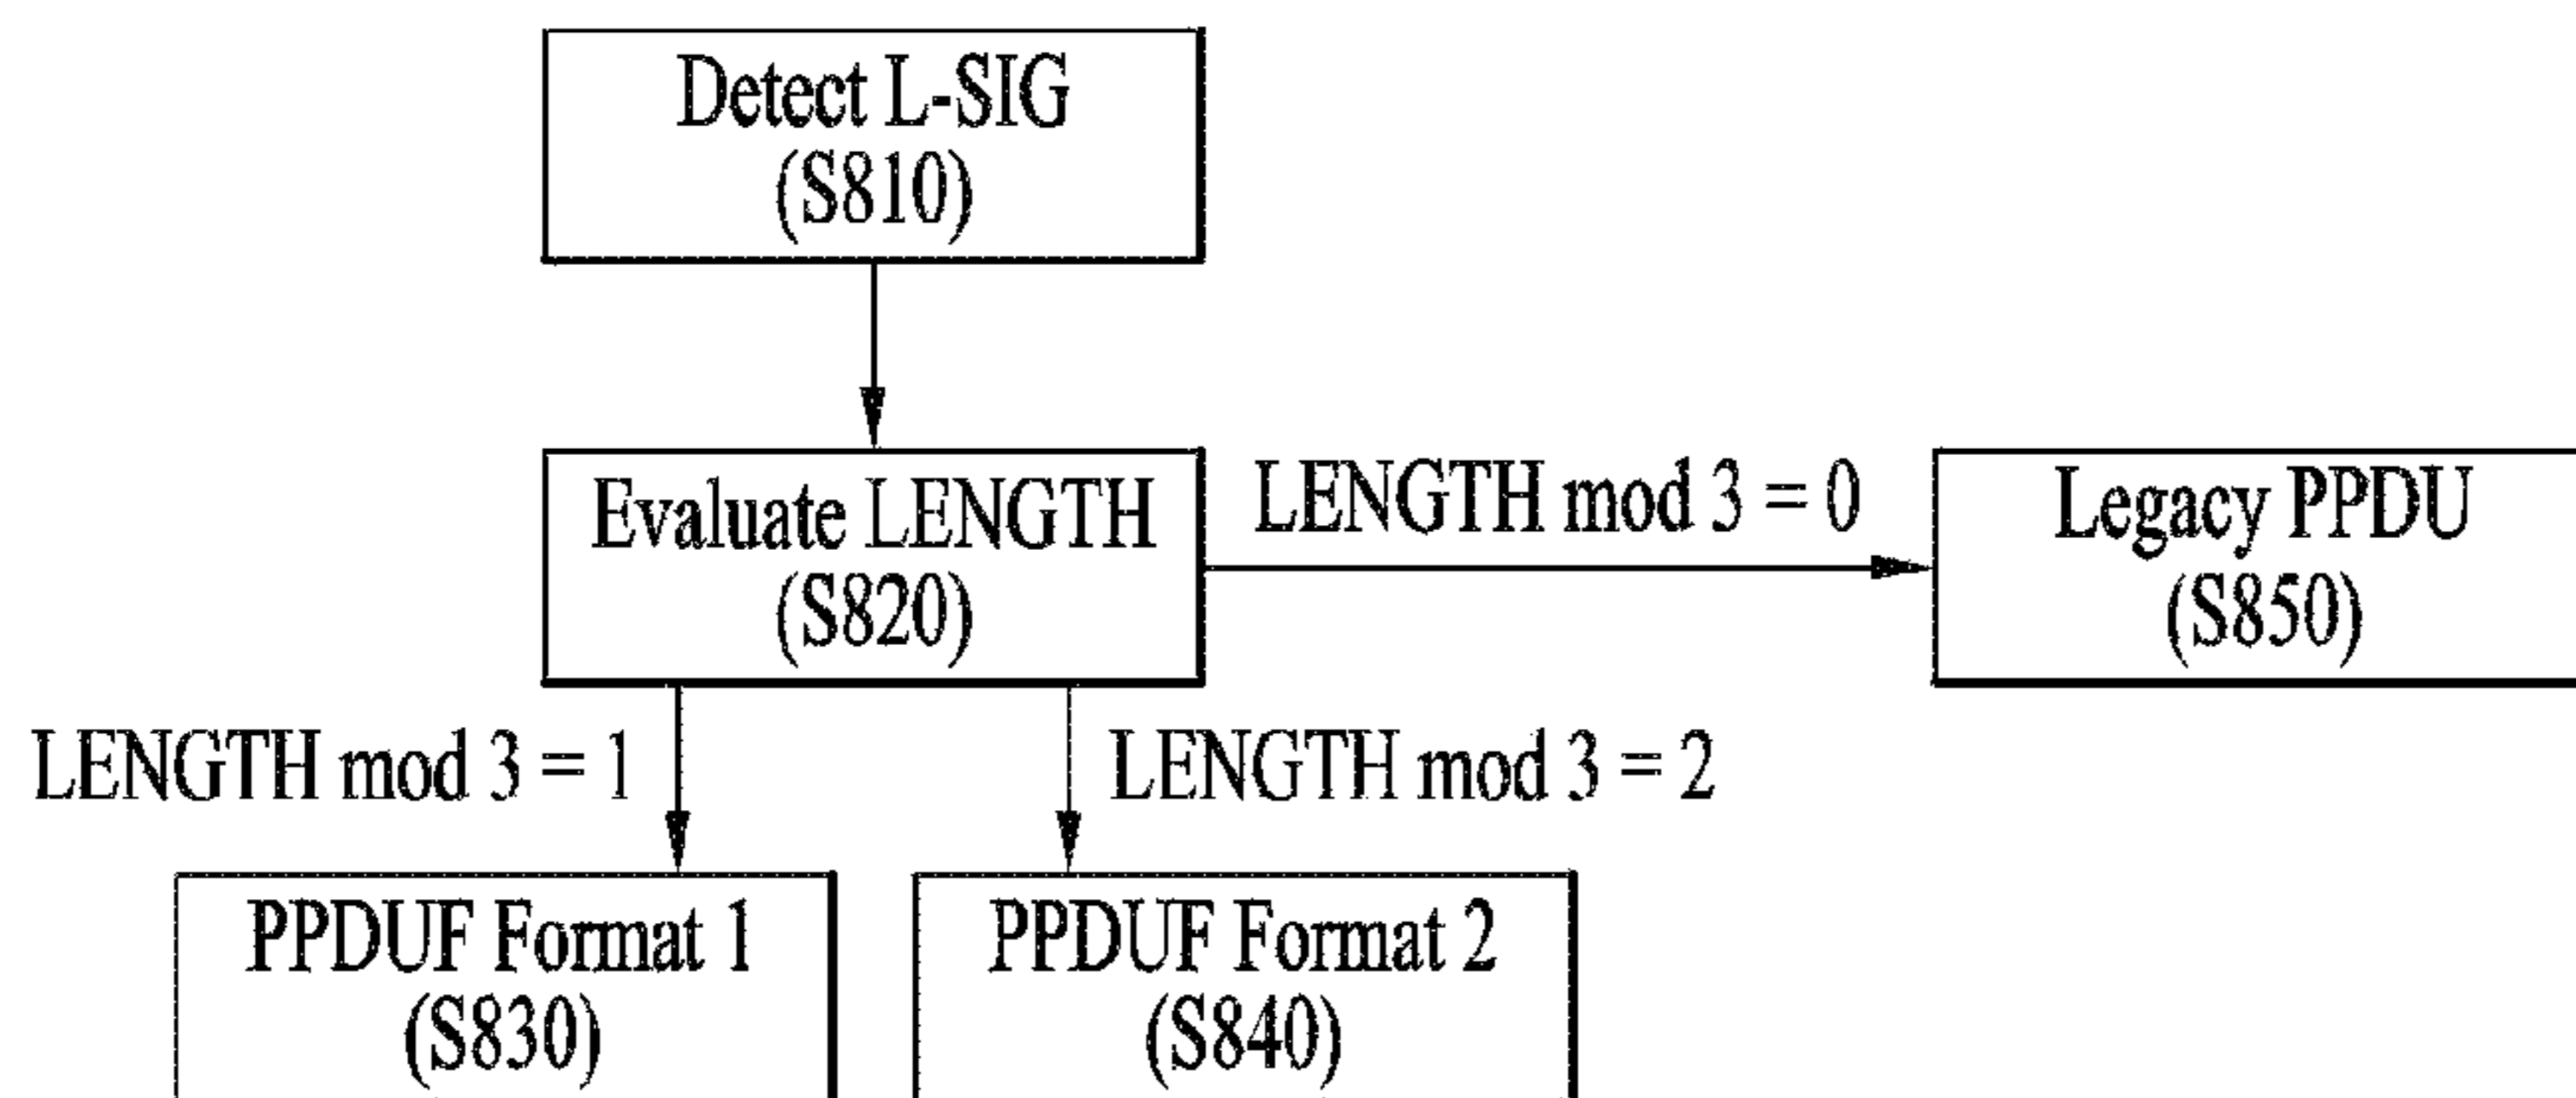 Detect L-SIG
(S810)
Evaluate LENGTH
(S820)
LENGTH mod 3 = 0
Legacy PPDU
(S850)
LENGTH mod 3 = 1
LENGTH mod 3 = 2
PPDUF Format 1
(S830)
PPDUF Format 2
(S840)